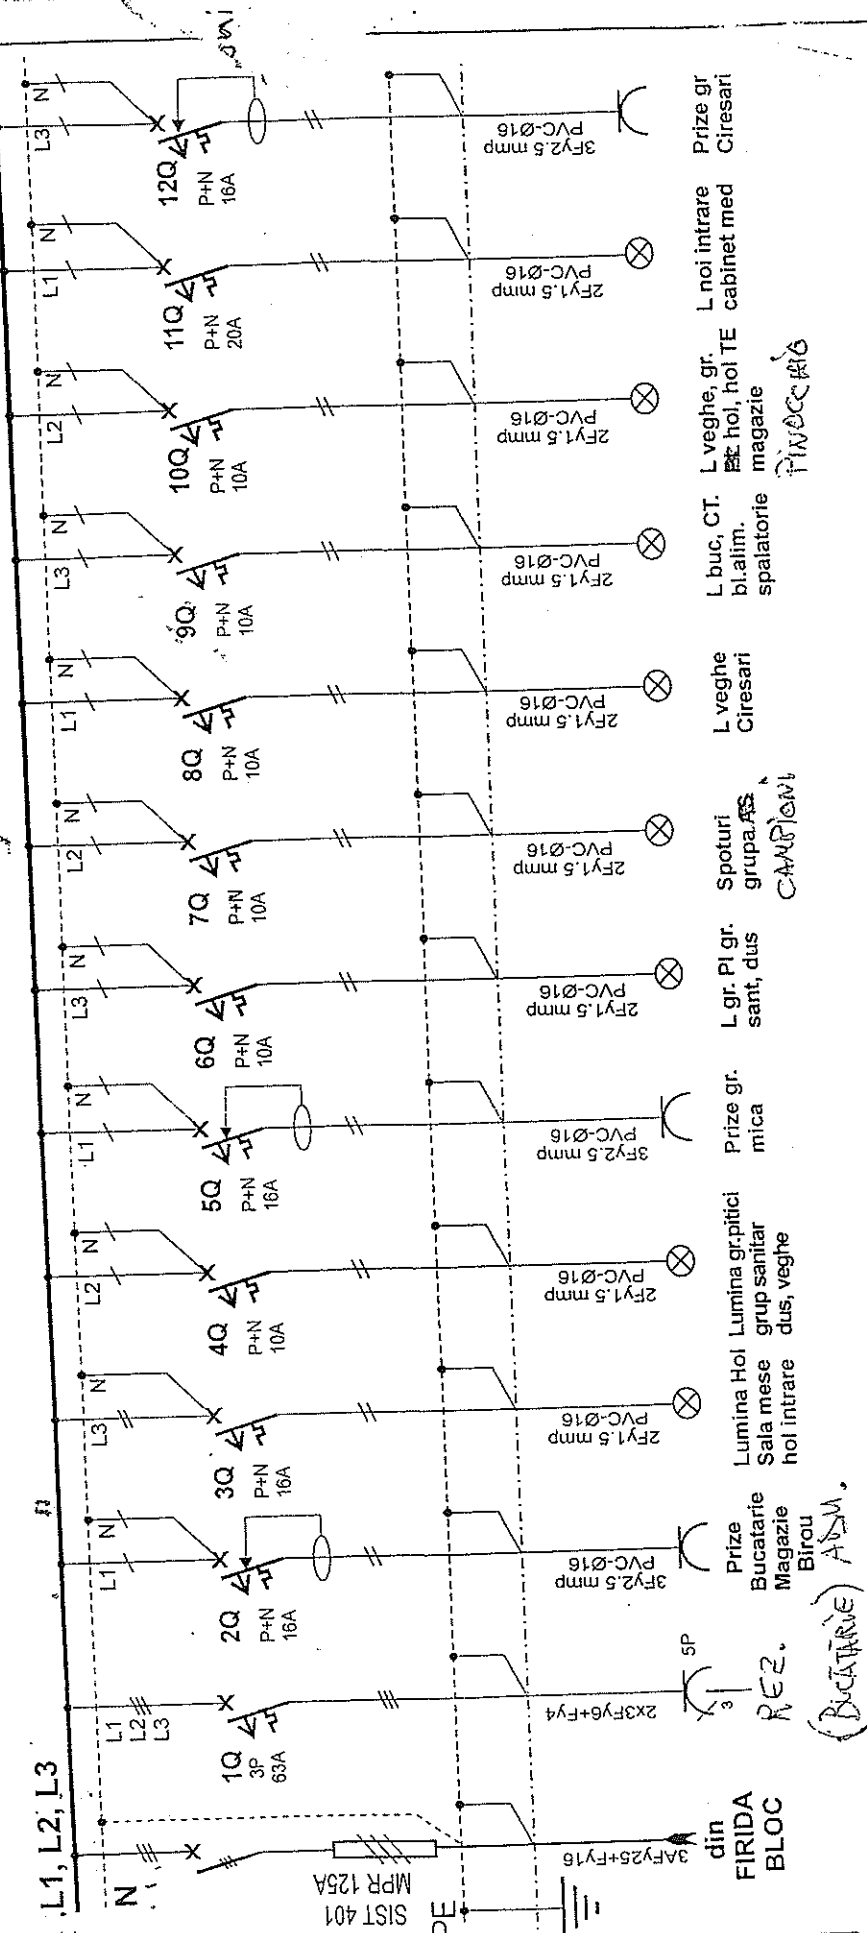 L1, L2, L3
N
SIST 401
MPR 125A
PE
3AFy25+Fy16
din
FIRIDA
BLOC
L1
L2
L3
1Q
3P
63A
2x3Fy6+Fy4
5P
3
REZ.
(BUCATARIE)
L1
N
2Q
P+N
16A
3Fy2.5 mmp
PVC-Ø16
Prize
Bucatarie
Magazie
Birou
ADM.
L3
N
3Q
P+N
16A
2Fy1.5 mmp
PVC-Ø16
Lumina Hol
Sala mese
hol intrare
L2
N
4Q
P+N
10A
2Fy1.5 mmp
PVC-Ø16
Lumina gr.pitici
grup sanitar
dus, veghe
L1
N
5Q
P+N
16A
3Fy2.5 mmp
PVC-Ø16
Prize gr.
mica
L3
N
6Q
P+N
10A
2Fy1.5 mmp
PVC-Ø16
L gr. PI gr.
sant, dus
L2
N
7Q
P+N
10A
2Fy1.5 mmp
PVC-Ø16
Spoturi
grupa
CAMPIONI
L1
N
8Q
P+N
10A
2Fy1.5 mmp
PVC-Ø16
L veghe
Ciresari
L3
N
9Q
P+N
10A
2Fy1.5 mmp
PVC-Ø16
L buc, CT.
bl.alim.
spalatorie
L2
N
10Q
P+N
10A
2Fy1.5 mmp
PVC-Ø16
L veghe, gr.
hol, hol TE
magazie
PINOCCHIO
L1
N
11Q
P+N
20A
2Fy1.5 mmp
PVC-Ø16
L noi intrare
cabinet med
L3
N
12Q
P+N
16A
3Fy2.5 mmp
PVC-Ø16
Prize gr
Ciresari